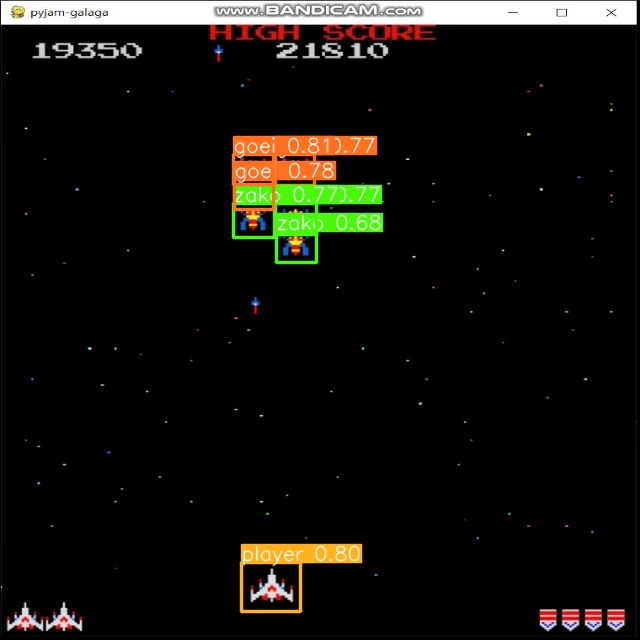 pyjam-galaga
www.BANDICAM.com
HIGH SCORE
19350 21810
goei 0.81 0.77
goei 0.78
zako 0.77 0.77
zako 0.68
player 0.80